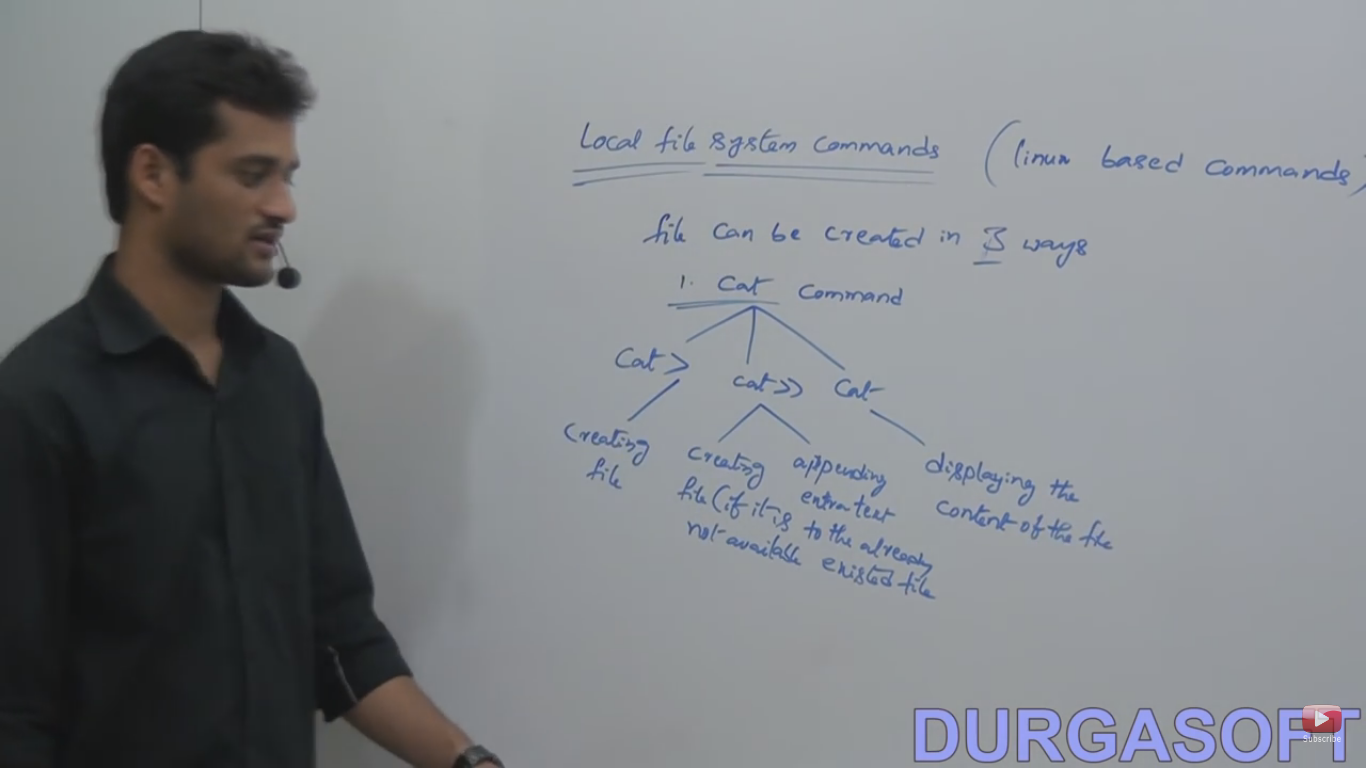 Local file system commands (linux based commands)
file can be created in 3 ways
1. Cat command
Cat > cat >> Cat
Creating
file
creating
file (if it is
not available
appending
extra text
to the already
existed file
displaying the
content of the file
DURGASOFT
Subscribe